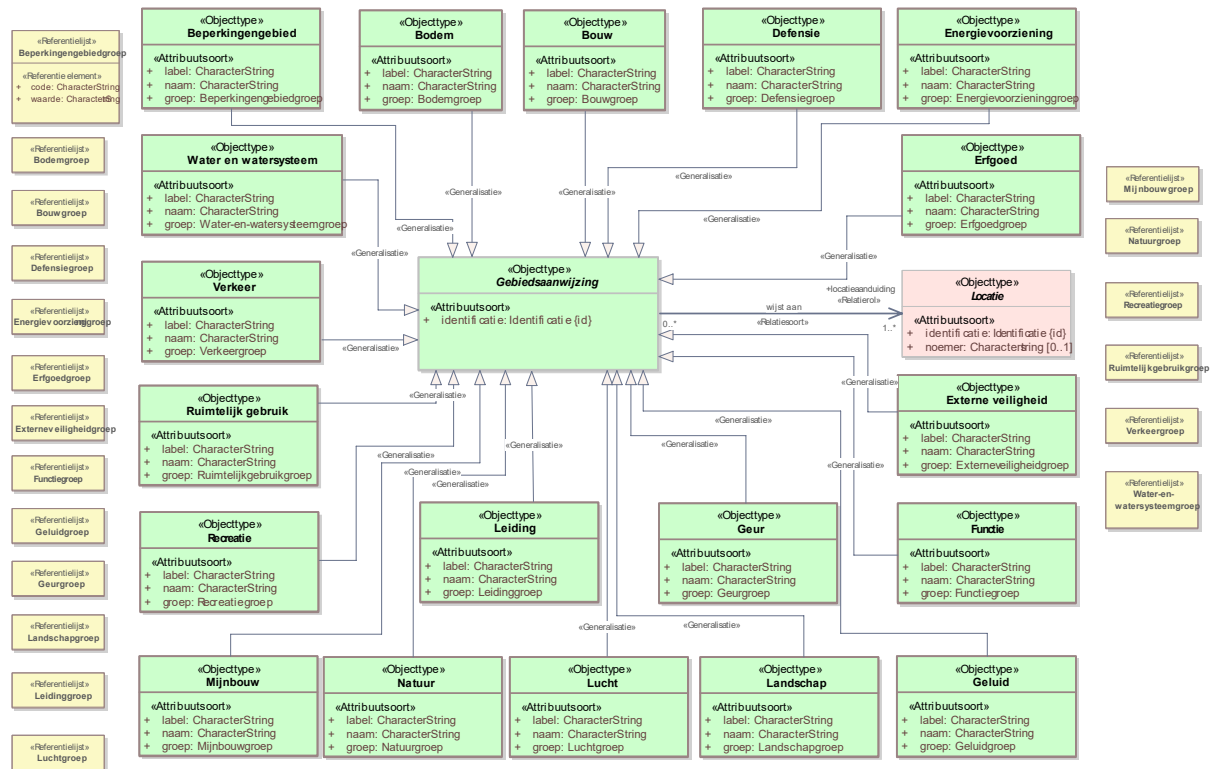 «Referentielijst»
Beperkingengebiedgroep
«Referentie element»
+ code: CharacterString
«Referentielijst»
Bodemgroep
«Referentielijst»
Bouwgroep
«Referentielijst»
Defensiegroep
«Referentielijst»
«Referentielijst»
Erfgoedgroep
«Referentielijst»
Externeveiligheidgroep
«Referentielijst»
Functiegroep
«Referentielijst»
Geluidgroep
«Referentielijst»
Geurgroep
«Referentielijst»
Landschapgroep
«Referentielijst»
Leidinggroep
«Referentielijst»
Luchtgroep
«Objecttype»
Beperkingengebied
«Attribuutsoort»
+ label: CharacterString
+ naam: CharacterString
+ groep: Beperkingengebiedgroep
«Objecttype»
Bodem
«Attribuutsoort»
+ label: CharacterString
+ naam: CharacterString
+ groep: Bodemgroep
«Objecttype»
Bouw
«Attribuutsoort»
+ label: CharacterString
+ naam: CharacterString
+ groep: Bouwgroep
«Objecttype»
Defensie
«Attribuutsoort»
+ label: CharacterString
+ naam: CharacterString
+ groep: Defensiegroep
«Objecttype»
Energievoorziening
«Attribuutsoort»
+ label: CharacterString
+ naam: CharacterString
+ groep: Energievoorzieninggroep
«Objecttype»
Water en watersysteem
«Attribuutsoort»
+ label: CharacterString
+ naam: CharacterString
+ groep: Water-en-watersysteemgroep
«Objecttype»
Erfgoed
«Attribuutsoort»
+ label: CharacterString
+ naam: CharacterString
+ groep: Erfgoedgroep
«Generalisatie»
«Generalisatie»
«Generalisatie»
«Generalisatie»
«Generalisatie»
«Generalisatie»
«Generalisatie»
«Objecttype»
Verkeer
«Attribuutsoort»
+ label: CharacterString
+ naam: CharacterString
+ groep: Verkeergroep
«Generalisatie»
«Objecttype»
Gebiedsaanwijzing
«Attribuutsoort»
+ identificatie: Identificatie {id}
wijst aan
+locatieaanduiding
«Relatierol»
0..*
«Relatiesoort»
1..*
«Objecttype»
Locatie
«Attribuutsoort»
+ identificatie: Identificatie {id}
«Objecttype»
Ruimtelijk gebruik
«Attribuutsoort»
+ label: CharacterString
+ naam: CharacterString
+ groep: Ruimtelijkgebruikgroep
«Objecttype»
Externe veiligheid
«Attribuutsoort»
+ label: CharacterString
+ naam: CharacterString
+ groep: Externeveiligheidgroep
«Generalisatie»
«Generalisatie»
«Generalisatie»
«Generalisatie»
«Generalisatie»
«Generalisatie»
«Generalisatie»
«Generalisatie»
«Generalisatie»
«Objecttype»
Recreatie
«Attribuutsoort»
+ label: CharacterString
+ naam: CharacterString
+ groep: Recreatiegroep
«Objecttype»
Leiding
«Attribuutsoort»
+ label: CharacterString
+ naam: CharacterString
+ groep: Leidinggroep
«Objecttype»
Geur
«Attribuutsoort»
+ label: CharacterString
+ naam: CharacterString
+ groep: Geurgroep
«Objecttype»
Functie
«Attribuutsoort»
+ label: CharacterString
+ naam: CharacterString
+ groep: Functiegroep
«Generalisatie»
«Generalisatie»
«Objecttype»
Mijnbouw
«Attribuutsoort»
+ label: CharacterString
+ naam: CharacterString
+ groep: Mijnbouwgroep
«Objecttype»
Natuur
«Attribuutsoort»
+ label: CharacterString
+ naam: CharacterString
+ groep: Natuurgroep
«Objecttype»
Lucht
«Attribuutsoort»
+ label: CharacterString
+ naam: CharacterString
+ groep: Luchtgroep
«Objecttype»
Landschap
«Attribuutsoort»
+ label: CharacterString
+ naam: CharacterString
+ groep: Landschapgroep
«Objecttype»
Geluid
«Attribuutsoort»
+ label: CharacterString
+ naam: CharacterString
+ groep: Geluidgroep
«Referentielijst»
Mijnbouwgroep
«Referentielijst»
Natuurgroep
«Referentielijst»
Recreatiegroep
«Referentielijst»
Ruimtelijkgebruikgroep
«Referentielijst»
Verkeergroep
«Referentielijst»
Water-en-
watersysteemgroep